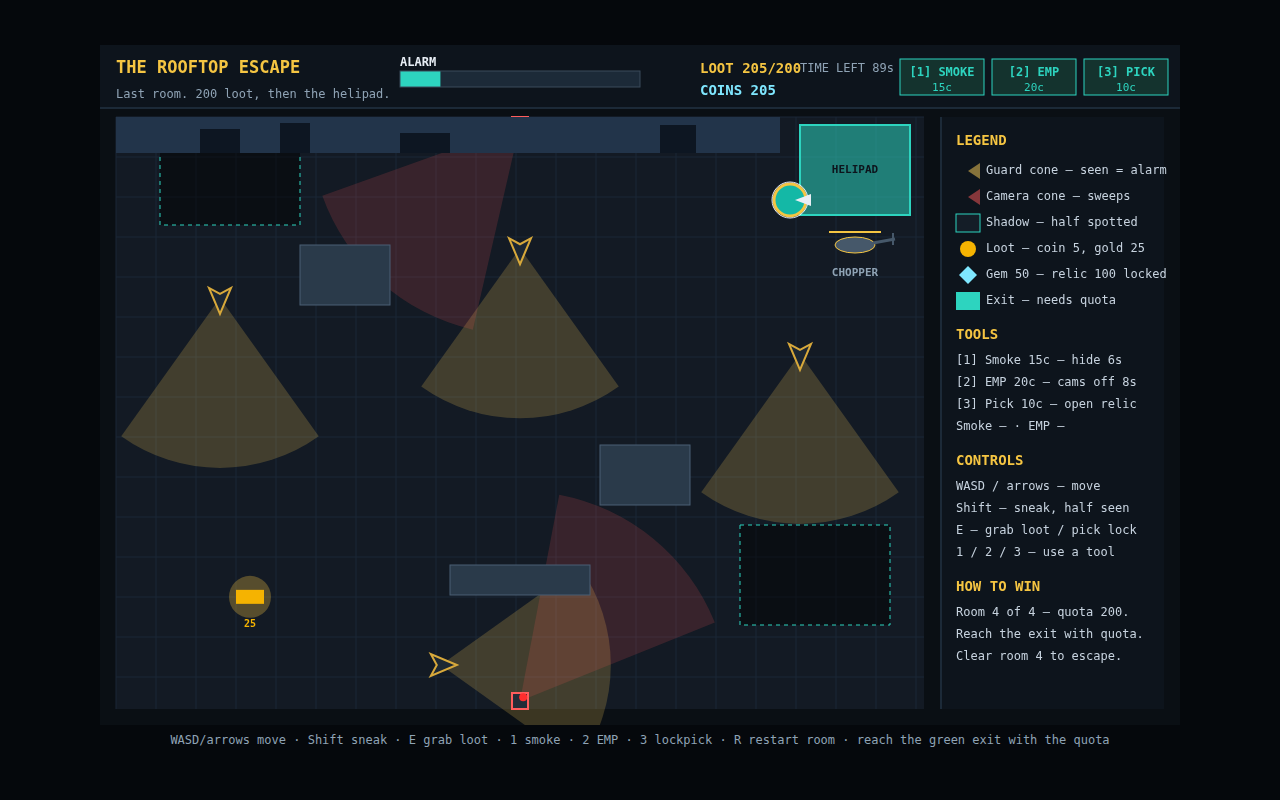 THE ROOFTOP ESCAPE
Last room. 200 loot, then the helipad.
ALARM
LOOT 205/200
TIME LEFT 89s
COINS 205
[1] SMOKE
15c
[2] EMP
20c
[3] PICK
10c
HELIPAD
CHOPPER
25
LEGEND
Guard cone — seen = alarm
Camera cone — sweeps
Shadow — half spotted
Loot — coin 5, gold 25
Gem 50 — relic 100 locked
Exit — needs quota
TOOLS
[1] Smoke 15c — hide 6s
[2] EMP 20c — cams off 8s
[3] Pick 10c — open relic
Smoke — · EMP —
CONTROLS
WASD / arrows — move
Shift — sneak, half seen
E — grab loot / pick lock
1 / 2 / 3 — use a tool
HOW TO WIN
Room 4 of 4 — quota 200.
Reach the exit with quota.
Clear room 4 to escape.
WASD/arrows move · Shift sneak · E grab loot · 1 smoke · 2 EMP · 3 lockpick · R restart room · reach the green exit with the quota